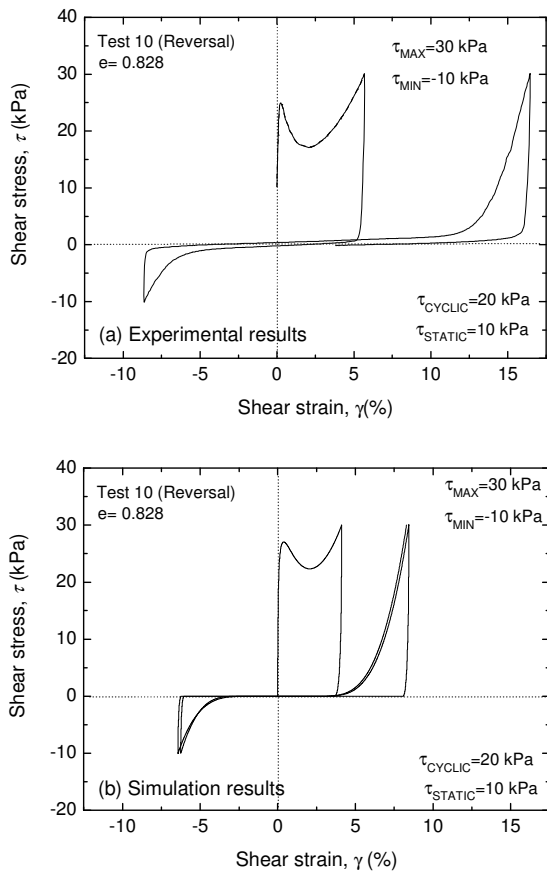 Test 10 (Reversal)
e= 0.828
τMAX=30 kPa
τMIN=-10 kPa
40
30
20
10
0
-10
-20
Shear stress, τ (kPa)
τCYCLIC=20 kPa
τSTATIC=10 kPa
(a) Experimental results
-10 -5 0 5 10 15
Shear strain, γ(%)
Test 10 (Reversal)
e= 0.828
τMAX=30 kPa
τMIN=-10 kPa
40
30
20
10
0
-10
-20
Shear stress, τ (kPa)
τCYCLIC=20 kPa
τSTATIC=10 kPa
(b) Simulation results
-10 -5 0 5 10 15
Shear strain, γ (%)